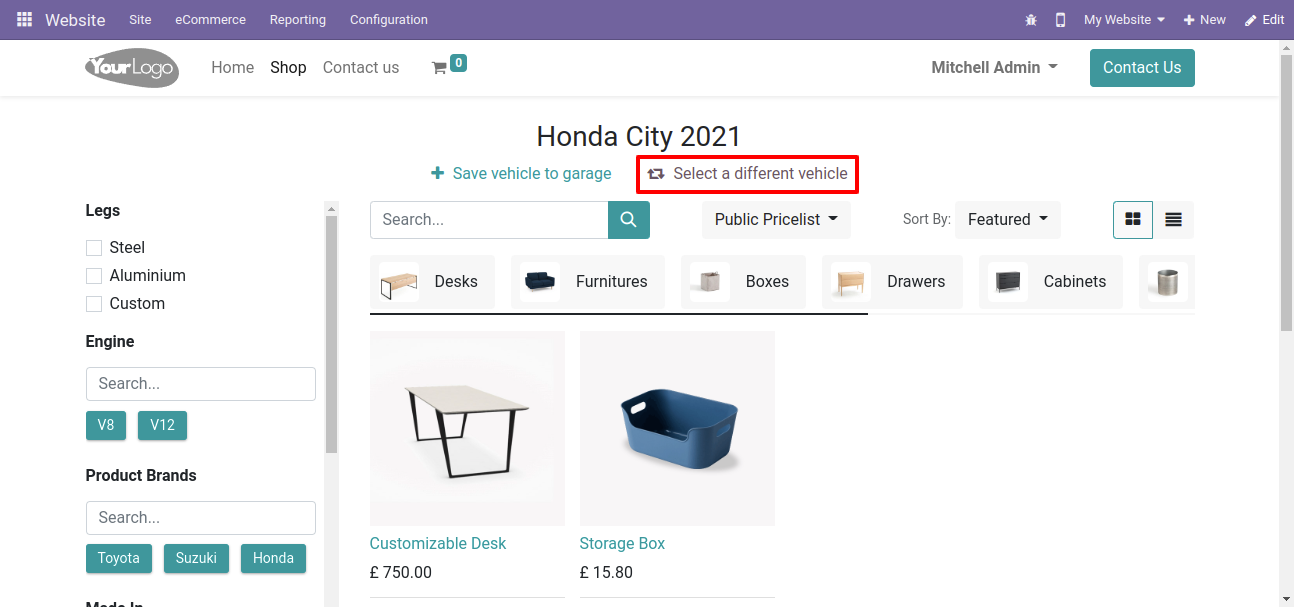 Website Site eCommerce Reporting Configuration My Website New Edit
YourLogo Home Shop Contact us 0 Mitchell Admin Contact Us
Honda City 2021
Save vehicle to garage Select a different vehicle
Legs
Steel
Aluminium
Custom
Engine
Search...
V8 V12
Product Brands
Search...
Toyota Suzuki Honda
Made In
Search... Public Pricelist Sort By: Featured
Desks Furnitures Boxes Drawers Cabinets
Customizable Desk Storage Box
£ 750.00 £ 15.80